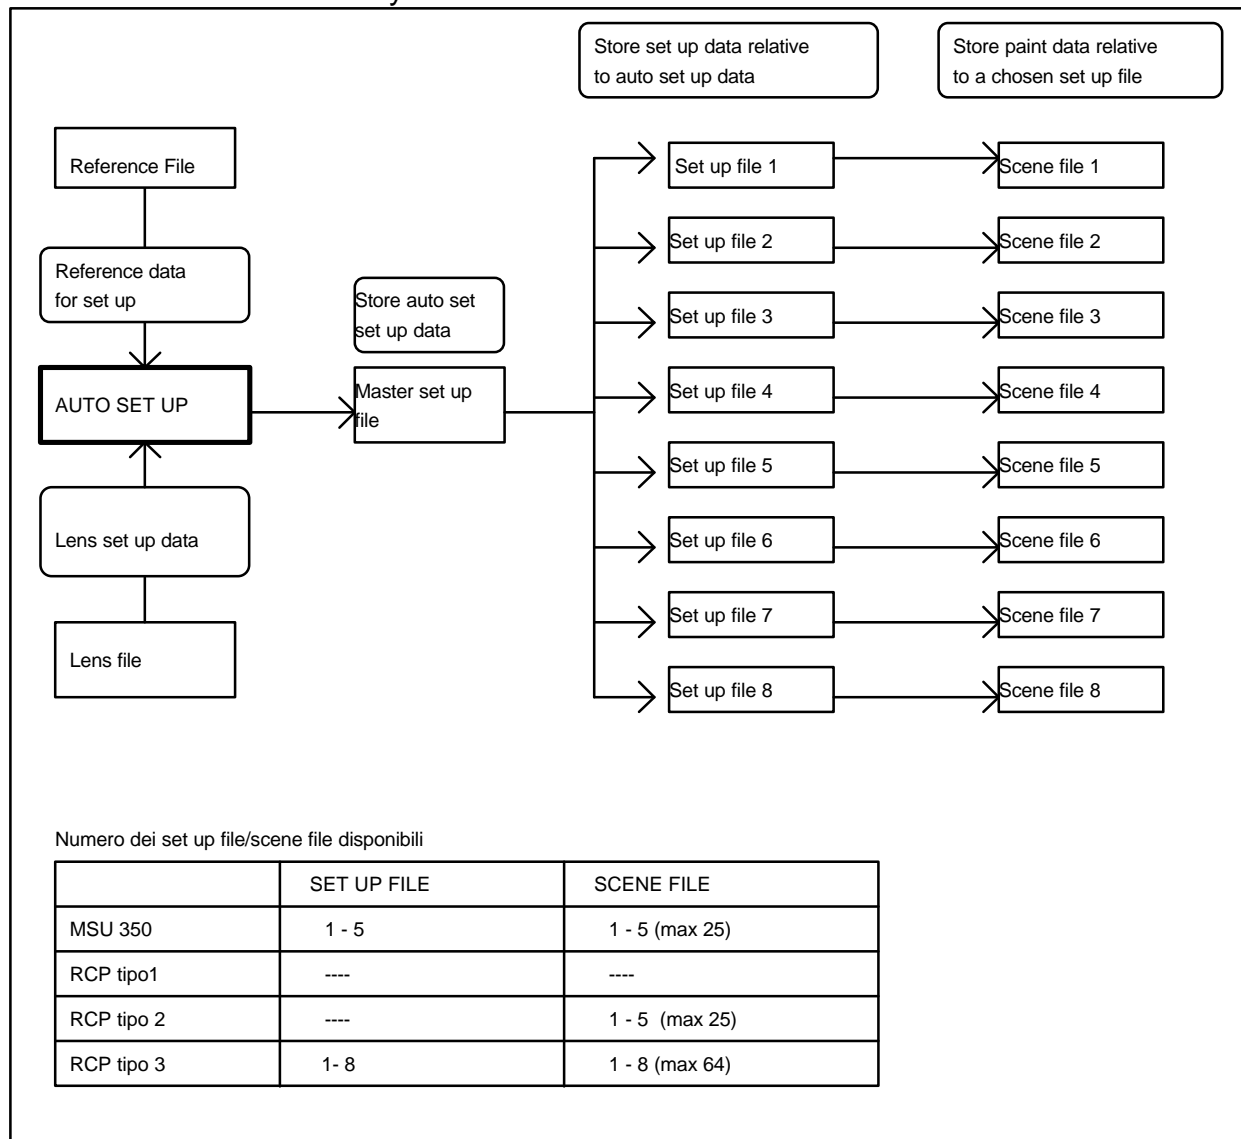 Store set up data relative
to auto set up data
Store paint data relative
to a chosen set up file
Reference File
Set up file 1
Scene file 1
Set up file 2
Scene file 2
Reference data
for set up
Store auto set
set up data
Set up file 3
Scene file 3
AUTO SET UP
Master set up
file
Set up file 4
Scene file 4
Set up file 5
Scene file 5
Lens set up data
Set up file 6
Scene file 6
Set up file 7
Scene file 7
Lens file
Set up file 8
Scene file 8
Numero dei set up file/scene file disponibili
SET UP FILE SCENE FILE
MSU 350 1 - 5 1 - 5 (max 25)
RCP tipo1 ---- ----
RCP tipo 2 ---- 1 - 5 (max 25)
RCP tipo 3 1- 8 1 - 8 (max 64)